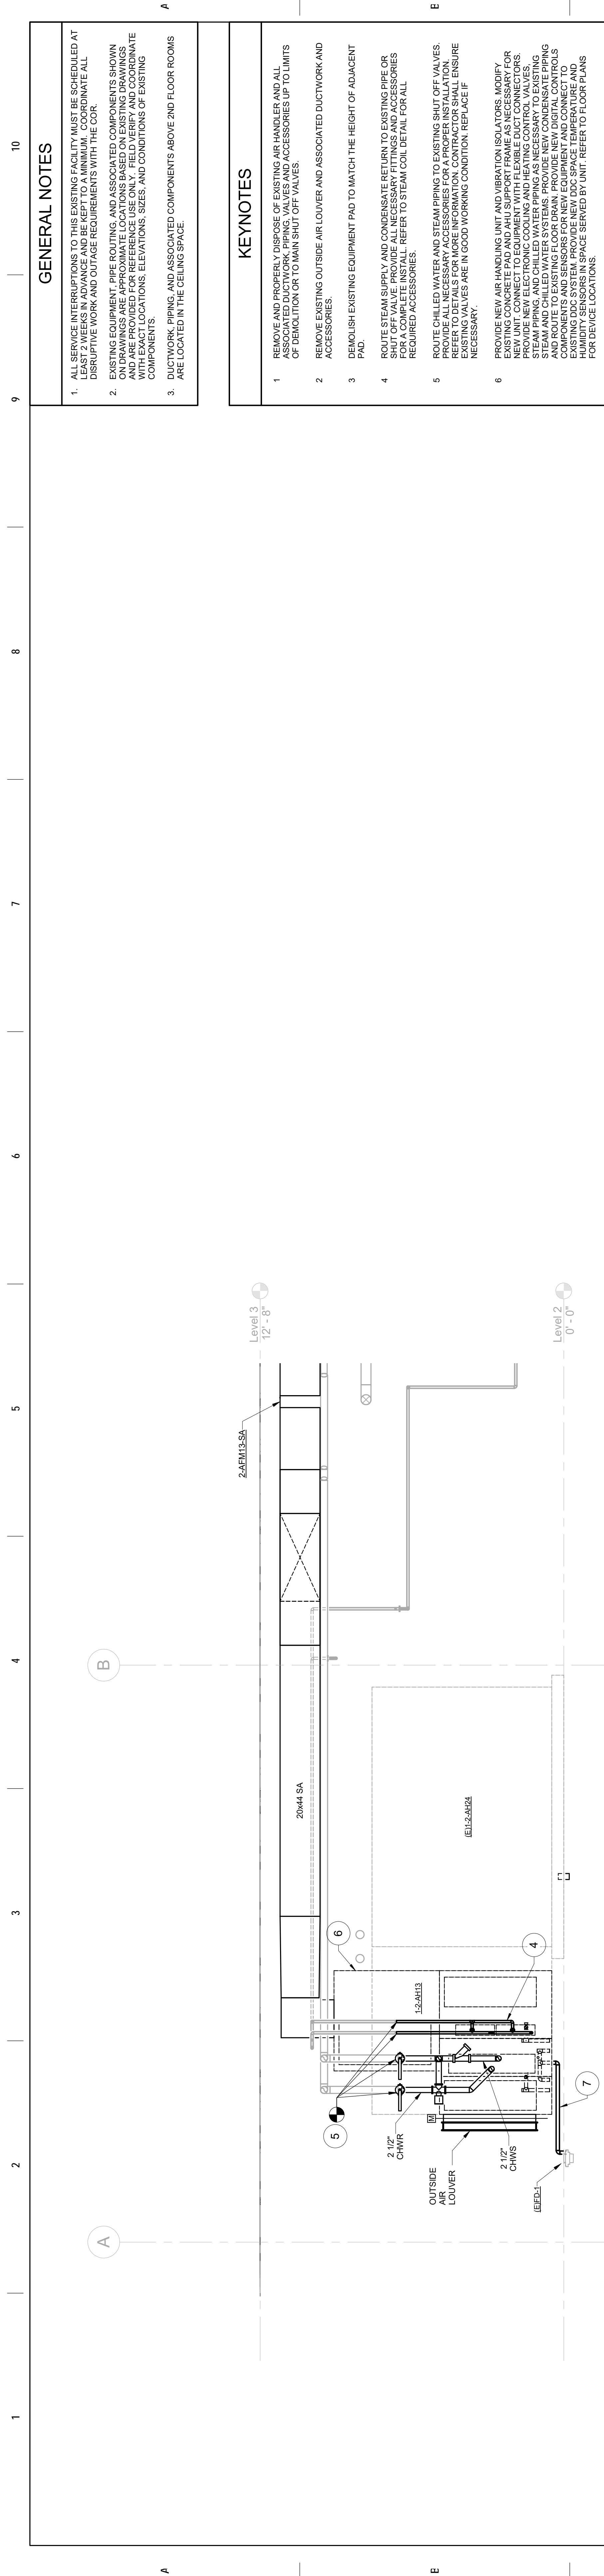 1
2
3
4
5
6
7
8
9
10
A
A
B
B
GENERAL NOTES
1. ALL SERVICE INTERRUPTIONS TO THIS EXISTING FACILITY MUST BE SCHEDULED AT
LEAST 2 WEEKS IN ADVANCE AND BE KEPT TO A MINIMUM. COORDINATE ALL
DISRUPTIVE WORK AND OUTAGE REQUIREMENTS WITH THE COR.
2. EXISTING EQUIPMENT, PIPE ROUTING, AND ASSOCIATED COMPONENTS SHOWN
ON DRAWINGS ARE APPROXIMATE LOCATIONS BASED ON EXISTING DRAWINGS
AND ARE PROVIDED FOR REFERENCE USE ONLY. FIELD VERIFY AND COORDINATE
WITH EXACT LOCATIONS, ELEVATIONS, SIZES, AND CONDITIONS OF EXISTING
COMPONENTS.
3. DUCTWORK, PIPING, AND ASSOCIATED COMPONENTS ABOVE 2ND FLOOR ROOMS
ARE LOCATED IN THE CEILING SPACE.
KEYNOTES
1 REMOVE AND PROPERLY DISPOSE OF EXISTING AIR HANDLER AND ALL
ASSOCIATED DUCTWORK, PIPING, VALVES AND ACCESSORIES UP TO LIMITS
OF DEMOLITION OR TO MAIN SHUT OFF VALVES.
2 REMOVE EXISTING OUTSIDE AIR LOUVER AND ASSOCIATED DUCTWORK AND
ACCESSORIES.
3 DEMOLISH EXISTING EQUIPMENT PAD TO MATCH THE HEIGHT OF ADJACENT
PAD.
4 ROUTE STEAM SUPPLY AND CONDENSATE RETURN TO EXISTING PIPE OR
SHUT OFF VALVE. PROVIDE ALL NECESSARY FITTINGS AND ACCESSORIES
FOR A COMPLETE INSTALL. REFER TO STEAM COIL DETAIL FOR ALL
REQUIRED ACCESSORIES.
5 ROUTE CHILLED WATER AND STEAM PIPING TO EXISTING SHUT OFF VALVES.
PROVIDE ALL NECESSARY ACCESSORIES FOR A PROPER INSTALLATION.
REFER TO DETAILS FOR MORE INFORMATION. CONTRACTOR SHALL ENSURE
EXISTING VALVES ARE IN GOOD WORKING CONDITION. REPLACE IF
NECESSARY.
6 PROVIDE NEW AIR HANDLING UNIT AND VIBRATION ISOLATORS. MODIFY
EXISTING CONCRETE PAD AND AHU SUPPORT FRAME AS NECESSARY FOR
NEW UNIT. CONNECT TO EQUIPMENT WITH FLEXIBLE DUCT CONNECTORS.
PROVIDE NEW ELECTRONIC COOLING AND HEATING CONTROL VALVES,
STEAM PIPING, AND CHILLED WATER PIPING AS NECESSARY TO EXISTING
STEAM AND CHILLED WATER SYSTEMS. PROVIDE NEW CONDENSATE PIPING
AND ROUTE TO EXISTING FLOOR DRAIN. PROVIDE NEW DIGITAL CONTROLS
COMPONENTS AND SENSORS FOR NEW EQUIPMENT AND CONNECT TO
EXISTING DDC SYSTEM. PROVIDE NEW DDC SPACE TEMPERATURE AND
HUMIDITY SENSORS IN SPACE SERVED BY UNIT. REFER TO FLOOR PLANS
FOR DEVICE LOCATIONS.
A
B
Level 3
12' - 8"
Level 2
0' - 0"
2-AFM13-SA
20x44 SA
(E)1-2-AH24
1-2-AH13
6
4
5
7
2 1/2"
CHWR
M
OUTSIDE
AIR
LOUVER
2 1/2"
CHWS
(E)FD-1